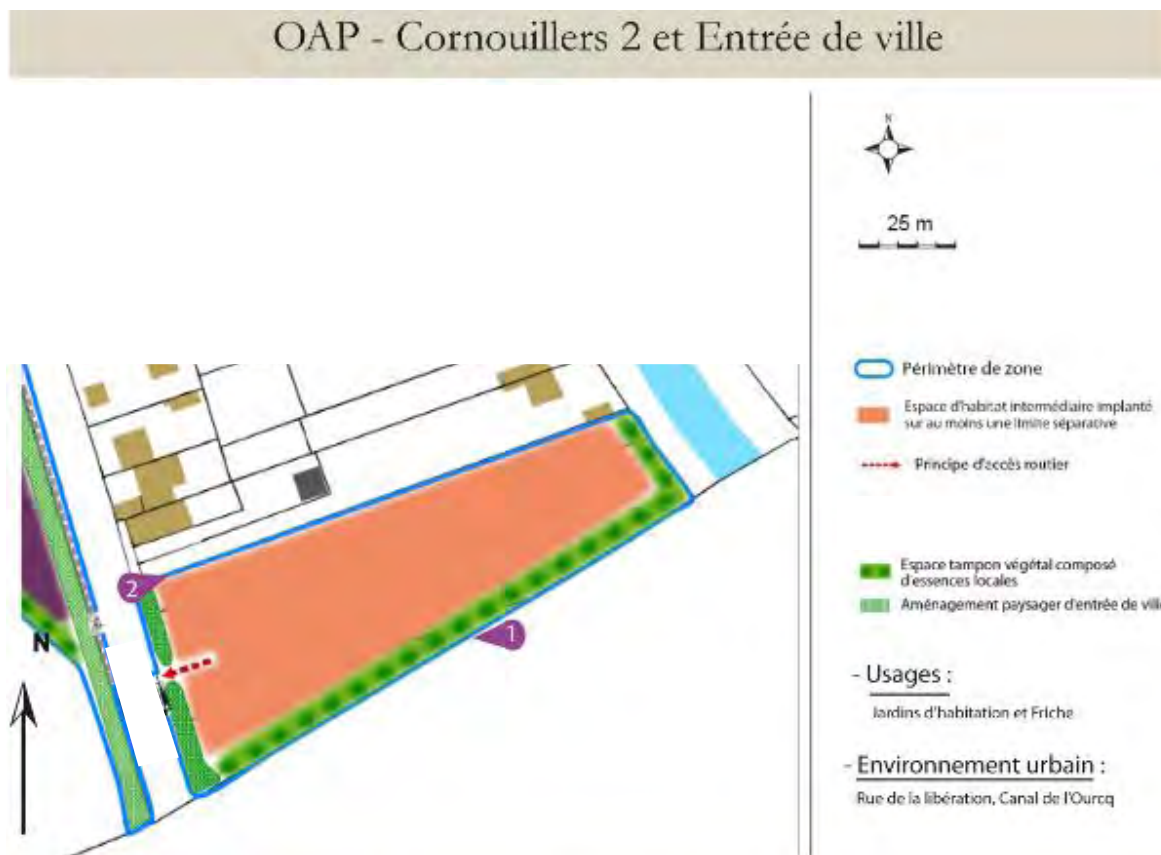 OAP - Cornouillers 2 et Entrée de ville
N
25 m
Périmètre de zone
Espace d'habitat intermédiaire implanté
sur au moins une limite séparative
Principe d'accès routier
Espace tampon végétal composé
d'essences locales
Aménagement paysager d'entrée de ville
- Usages :
Jardins d'habitation et Friche
- Environnement urbain :
Rue de la libération, Canal de l'Ourcq
2
1
N